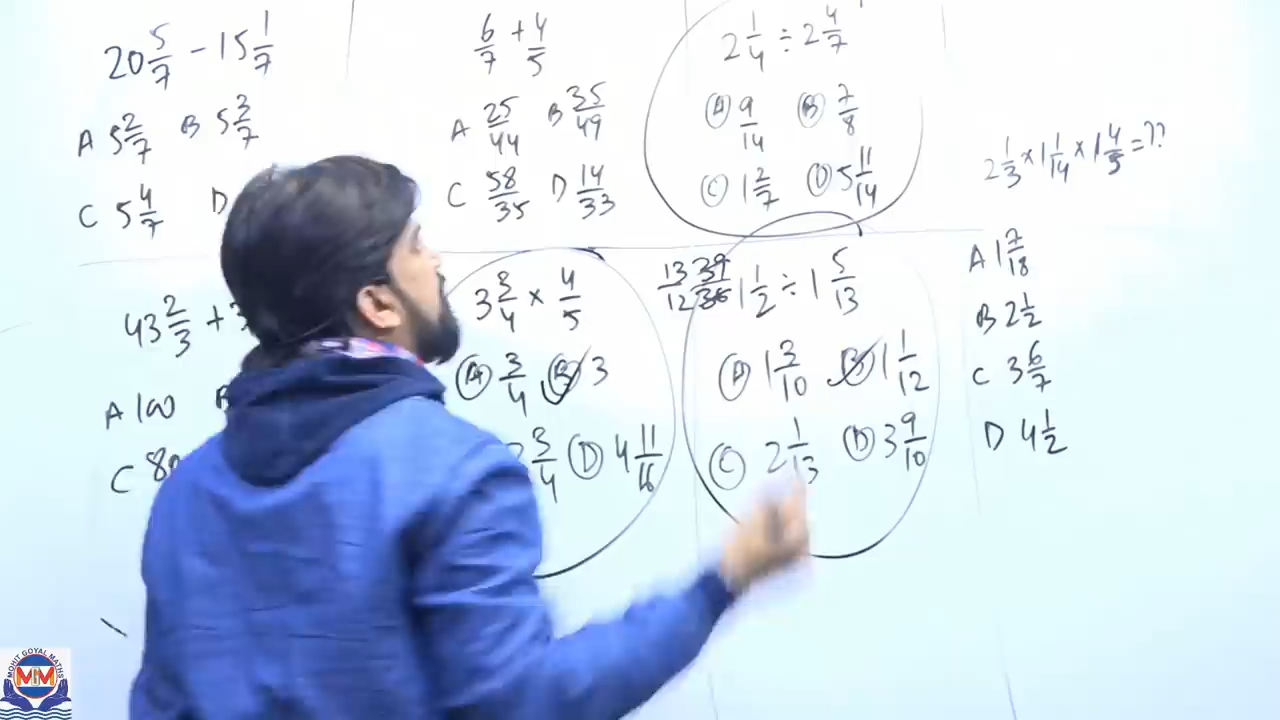 20 5/7 - 15 1/7
A 5 2/7 B 5 3/7
C 5 4/7 D
6/7 + 4/5
A 25/44 B 35/49
C 58/35 D 14/33
2 1/4 ÷ 2 4/7
(A) 9/14 (B) 7/8
(C) 1 2/7 (D) 5 11/14
2 1/3 × 1 1/14 × 1 4/5 = ??
A 1 7/18
B 2 1/2
C 3 6/7
D 4 1/2
43 2/3 +
A 100
C 80
3 3/4 × 4/5
(A) 3/4 (B) 3
3/4 (D) 4 11/16
13/12 39/36 1 1/2 ÷ 1 5/13
(A) 1 3/10 (B) 1 1/12
(C) 2 1/13 (D) 3 9/10
MOHIT GOYAL MATHS
MM